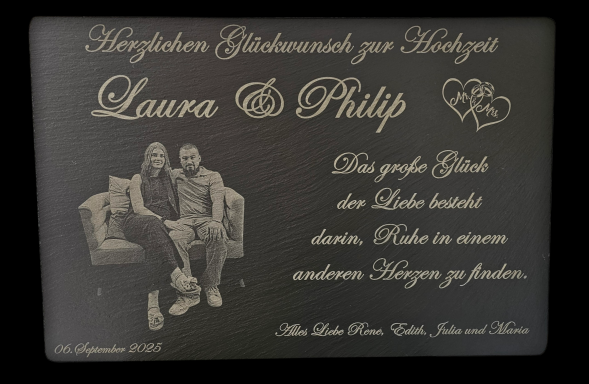 Herzlichen Glückwunsch zur Hochzeit
Laura & Philip
Mr. & Mrs
Das große Glück
der Liebe besteht
darin, Ruhe in einem
anderen Herzen zu finden.
Alles Liebe Rene, Edith, Julia und Maria
06. September 2025